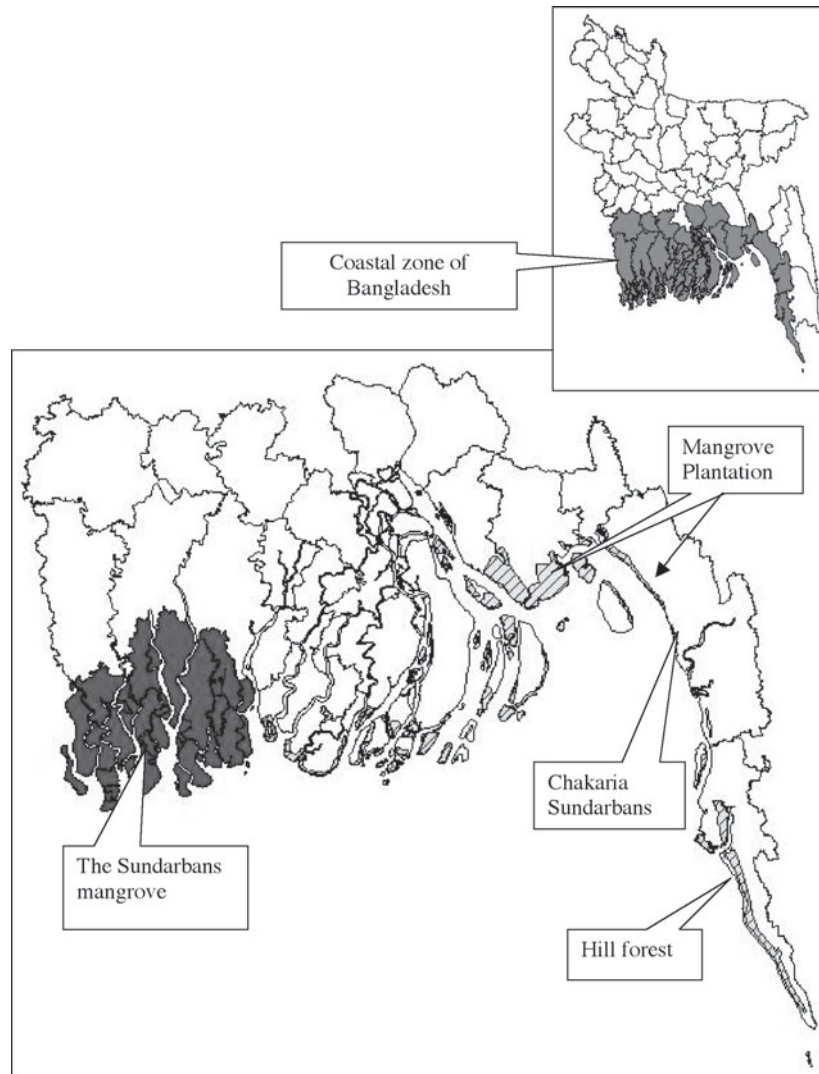 Coastal zone of
Bangladesh
Mangrove
Plantation
Chakaria
Sundarbans
The Sundarbans
mangrove
Hill forest